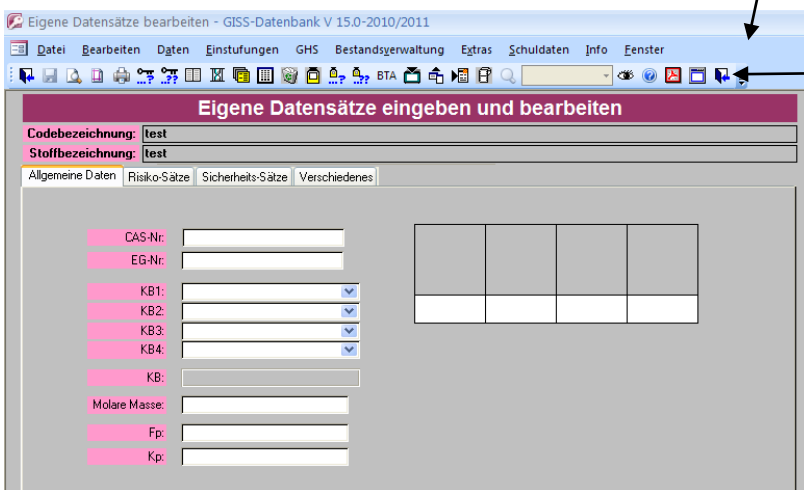 Eigene Datensätze bearbeiten - GISS-Datenbank V 15.0-2010/2011
Datei Bearbeiten Daten Einstufungen GHS Bestandsverwaltung Extras Schuldaten Info Fenster
BTA
Eigene Datensätze eingeben und bearbeiten
Codebezeichnung: test
Stoffbezeichnung: test
Allgemeine Daten Risiko-Sätze Sicherheits-Sätze Verschiedenes
CAS-Nr:
EG-Nr:
KB1:
KB2:
KB3:
KB4:
KB:
Molare Masse:
Fp:
Kp: